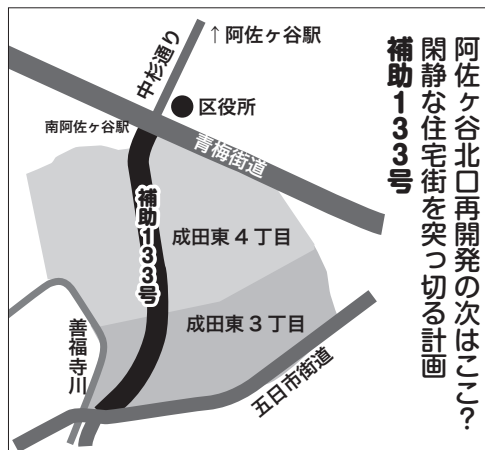 阿佐ヶ谷北口再開発の次はここ？
閑静な住宅街を突っ切る計画
補助133号
↑阿佐ヶ谷駅
中杉通り
区役所
南阿佐ヶ谷駅
青梅街道
補助133号
成田東4丁目
成田東3丁目
善福寺川
五日市街道